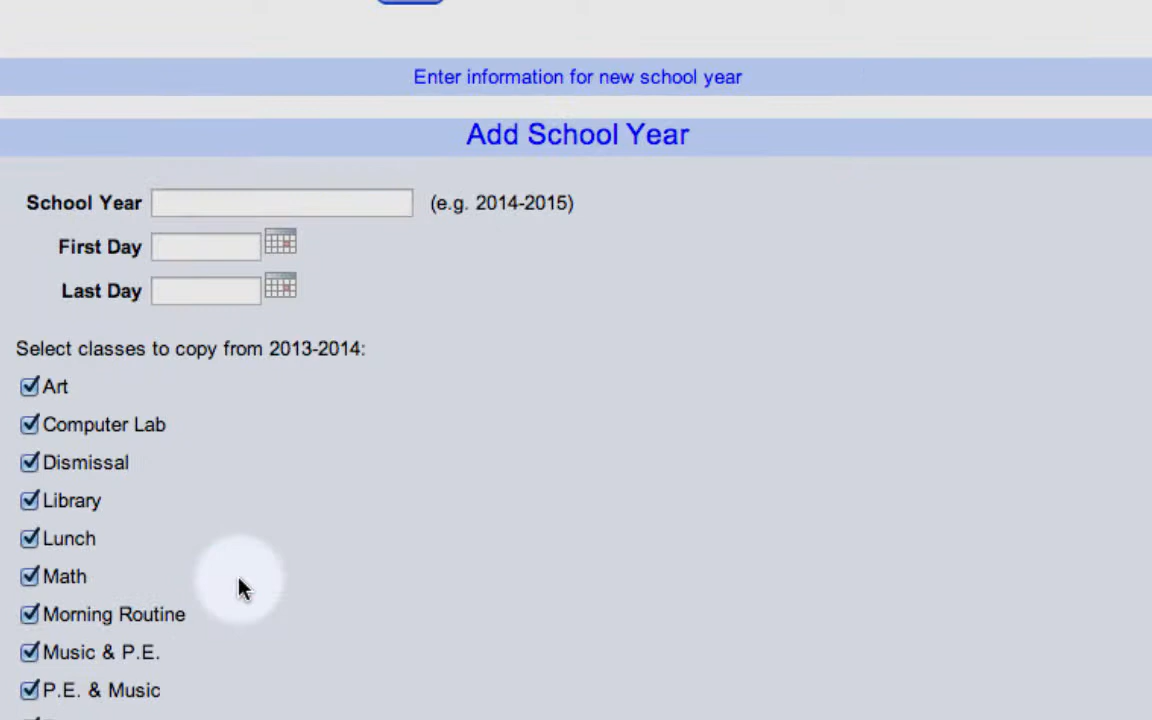 Enter information for new school year
Add School Year
School Year (e.g. 2014-2015)
First Day
Last Day
Select classes to copy from 2013-2014:
Art
Computer Lab
Dismissal
Library
Lunch
Math
Morning Routine
Music & P.E.
P.E. & Music